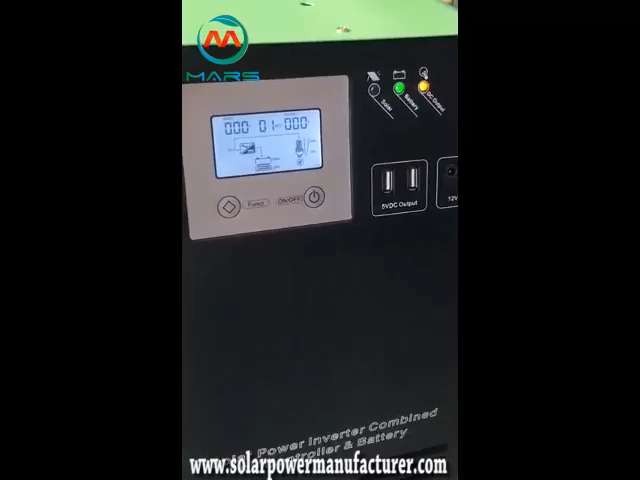 MARS
000 01 000
Solar
Battery
DC Output
Funct.
ON/OFF
5VDC Output
12V
Power Inverter Combined
& Battery
www.solarpowermanufacturer.com